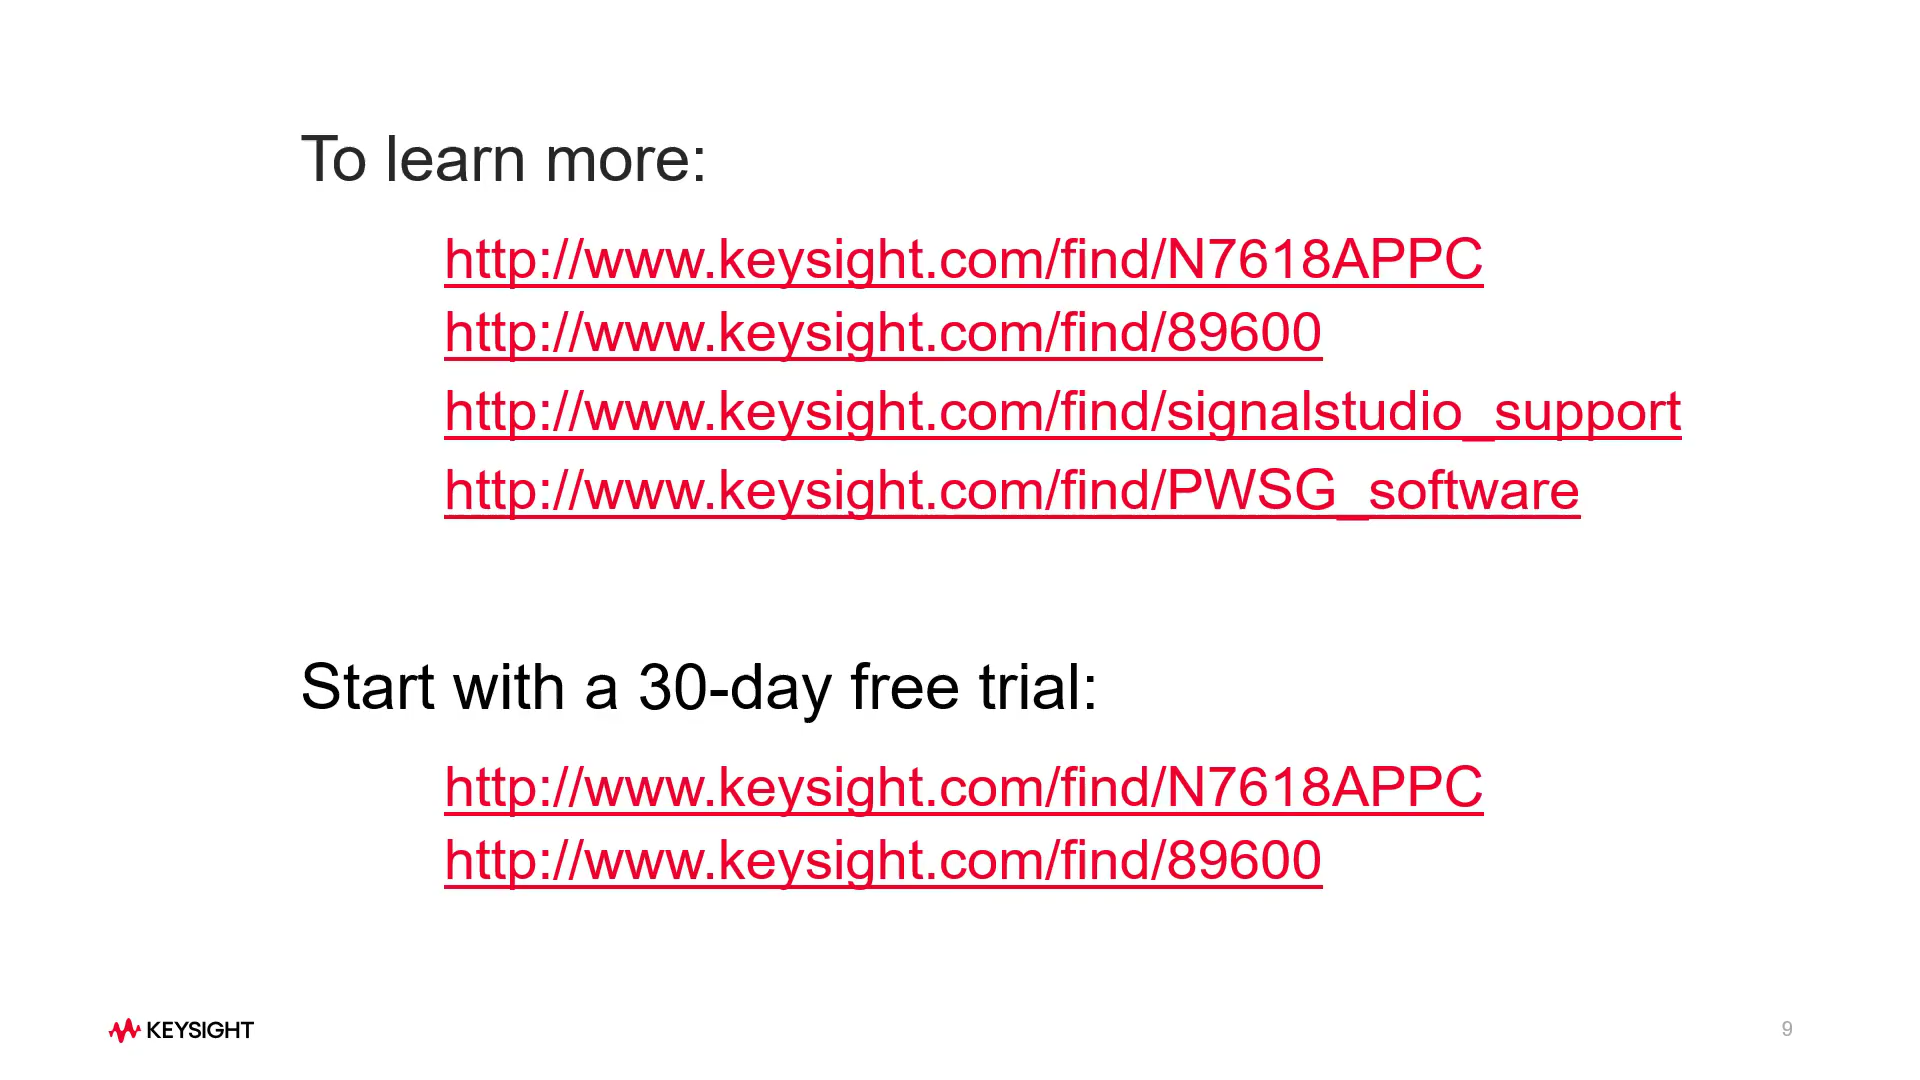 To learn more:
http://www.keysight.com/find/N7618APPC
http://www.keysight.com/find/89600
http://www.keysight.com/find/signalstudio_support
http://www.keysight.com/find/PWSG_software
Start with a 30-day free trial:
http://www.keysight.com/find/N7618APPC
http://www.keysight.com/find/89600
KEYSIGHT
9